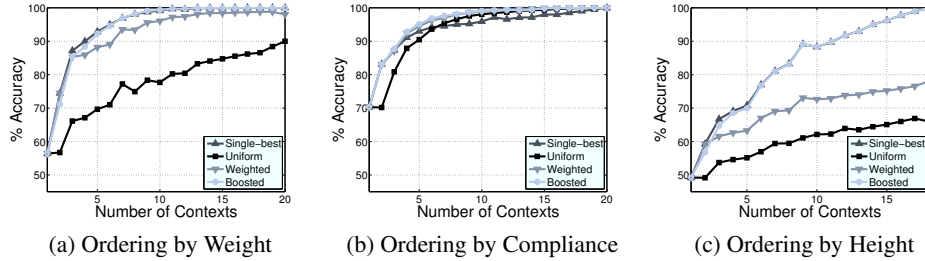 100
90
80
70
60
50
% Accuracy
5 10 15 20
Number of Contexts
Single-best
Uniform
Weighted
Boosted
(a) Ordering by Weight
100
90
80
70
60
50
% Accuracy
5 10 15 20
Number of Contexts
Single-best
Uniform
Weighted
Boosted
(b) Ordering by Compliance
100
90
80
70
60
50
% Accuracy
5 10 15
Number of Contexts
Single-best
Uniform
Weighted
Boosted
(c) Ordering by Height